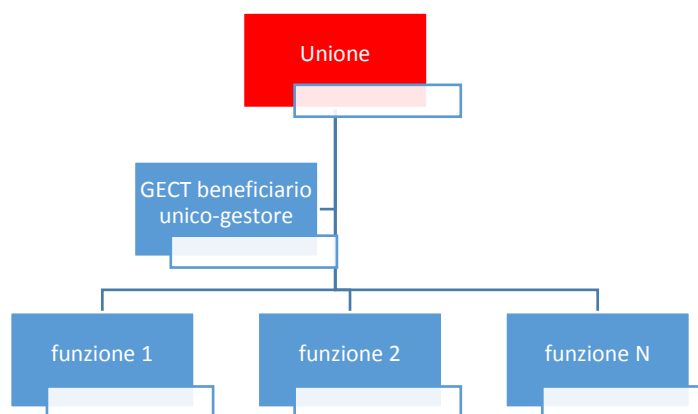 Unione
GECT beneficiario
unico-gestore
funzione 1
funzione 2
funzione N